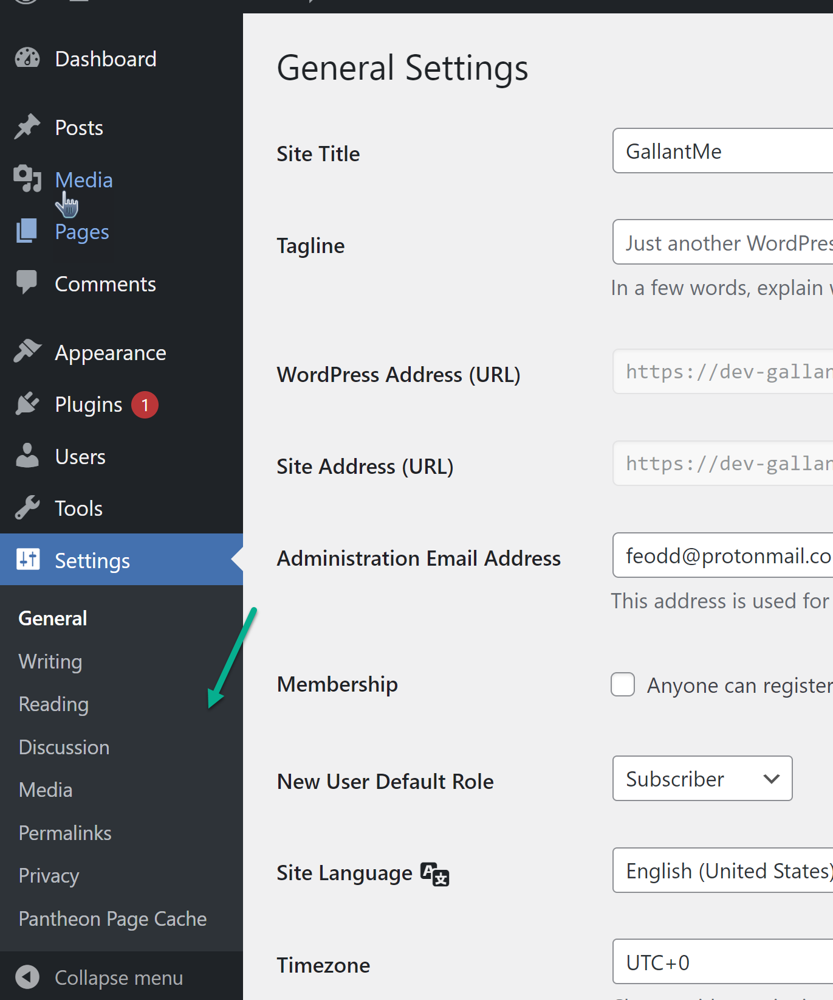 Dashboard
Posts
Media
Pages
Comments
Appearance
Plugins 1
Users
Tools
Settings
General
Writing
Reading
Discussion
Media
Permalinks
Privacy
Pantheon Page Cache
Collapse menu
General Settings
Site Title
GallantMe
Tagline
Just another WordPres
In a few words, explain
WordPress Address (URL)
https://dev-gallan
Site Address (URL)
https://dev-gallan
Administration Email Address
feodd@protonmail.co
This address is used for
Membership
Anyone can register
New User Default Role
Subscriber
Site Language
English (United States)
Timezone
UTC+0